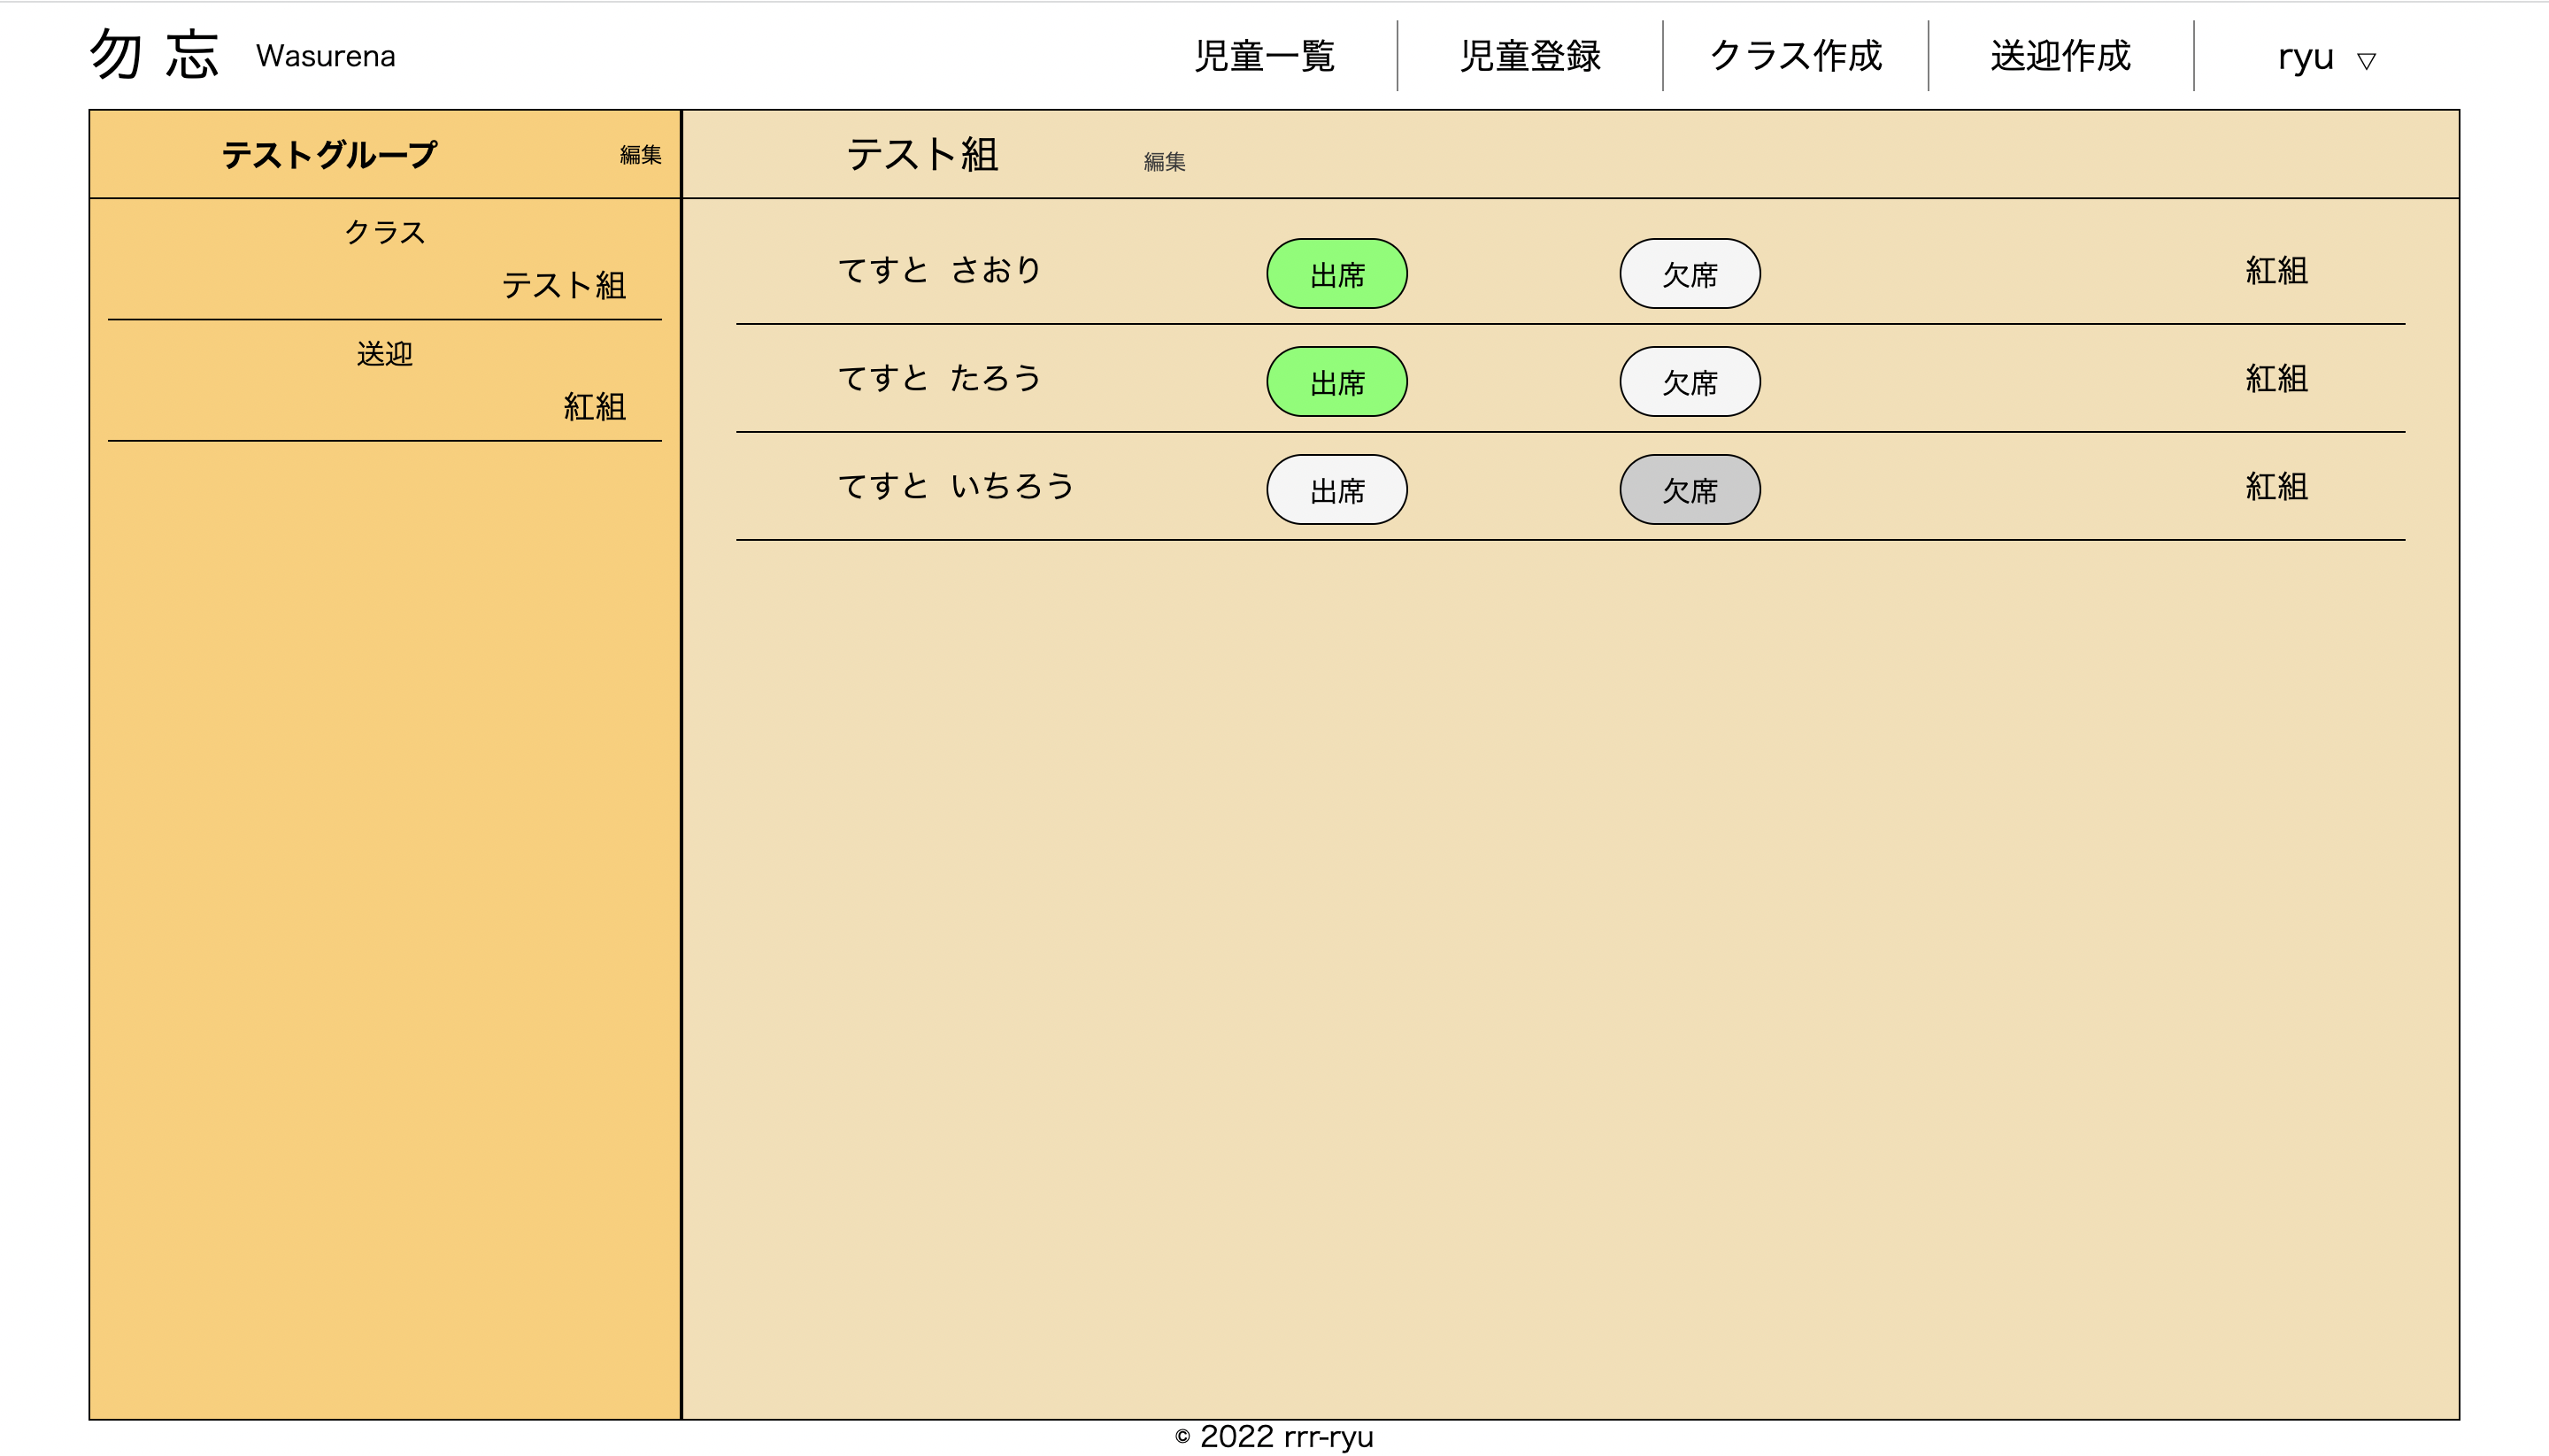 勿 忘 Wasurena 児童一覧 児童登録 クラス作成 送迎作成 ryu ▽
テストグループ 編集
クラス
テスト組
送迎
紅組
テスト組 編集
てすと さおり 出席 欠席 紅組
てすと たろう 出席 欠席 紅組
てすと いちろう 出席 欠席 紅組
© 2022 rrr-ryu